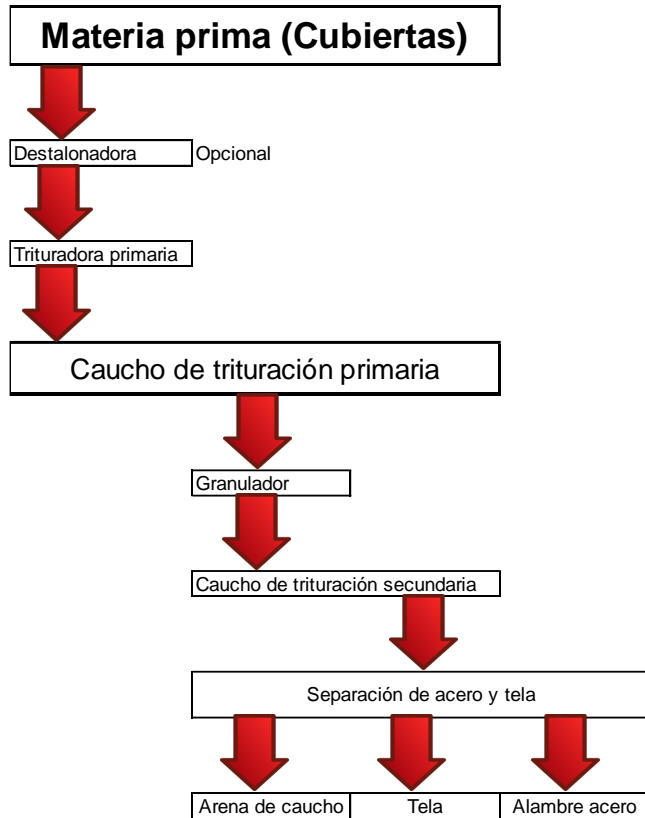 Materia prima (Cubiertas)
Destalonadora Opcional
Trituradora primaria
Caucho de trituración primaria
Granulador
Caucho de trituración secundaria
Separación de acero y tela
Arena de caucho Tela Alambre acero